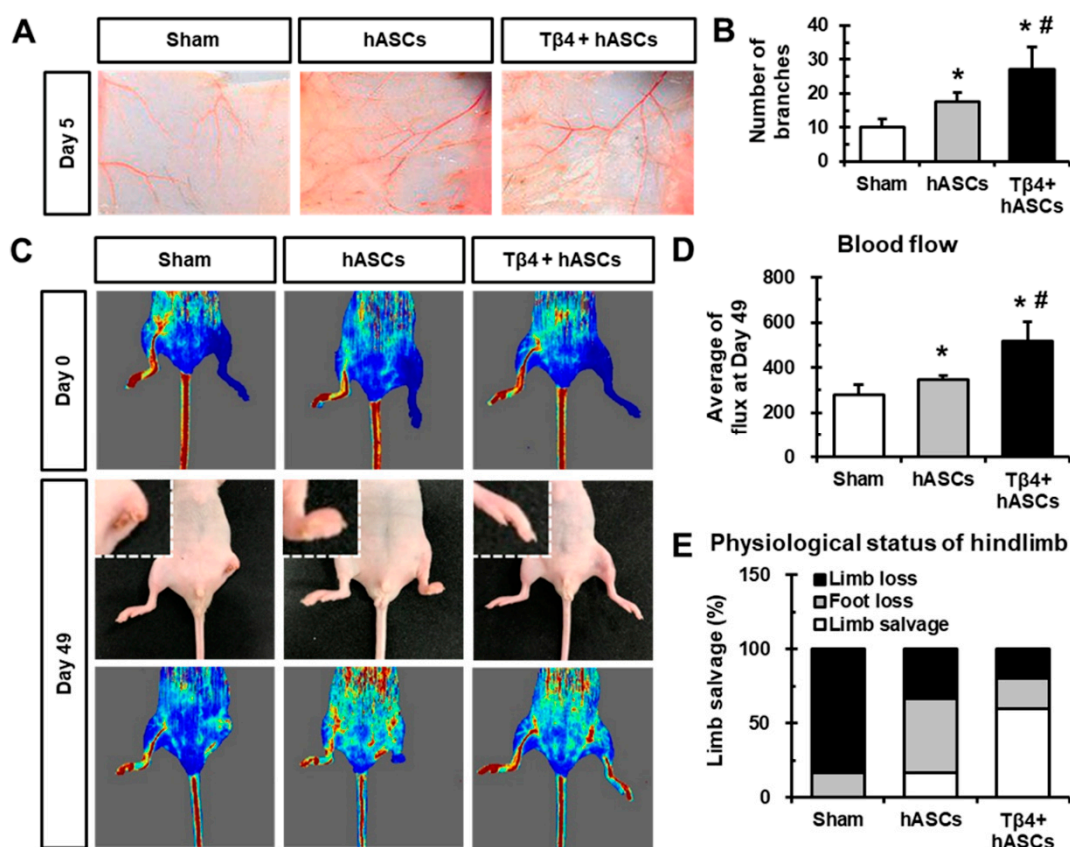 A
Sham
hASCs
Tβ4 + hASCs
Day 5
B
Number of
branches
40
30
20
10
0
*
* #
Sham
hASCs
Tβ4+
hASCs
C
Sham
hASCs
Tβ4 + hASCs
Day 0
Day 49
D
Blood flow
Average of
flux at Day 49
800
600
400
200
0
*
* #
Sham
hASCs
Tβ4+
hASCs
E Physiological status of hindlimb
Limb salvage (%)
150
100
50
0
Limb loss
Foot loss
Limb salvage
Sham
hASCs
Tβ4+
hASCs